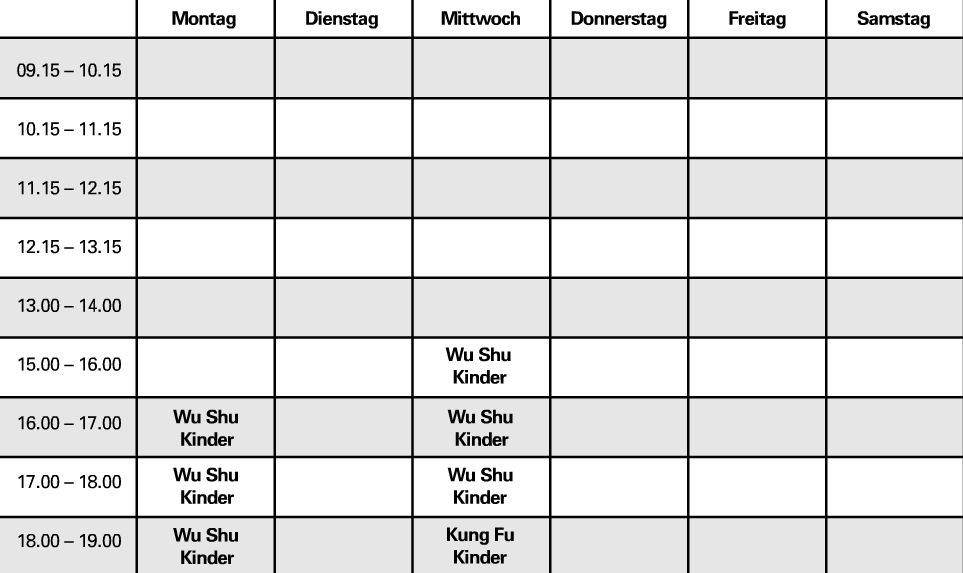 Montag Dienstag Mittwoch Donnerstag Freitag Samstag
09.15 – 10.15
10.15 – 11.15
11.15 – 12.15
12.15 – 13.15
13.00 – 14.00
15.00 – 16.00 Wu Shu
Kinder
16.00 – 17.00 Wu Shu Wu Shu
Kinder Kinder
17.00 – 18.00 Wu Shu Wu Shu
Kinder Kinder
18.00 – 19.00 Wu Shu Kung Fu
Kinder Kinder